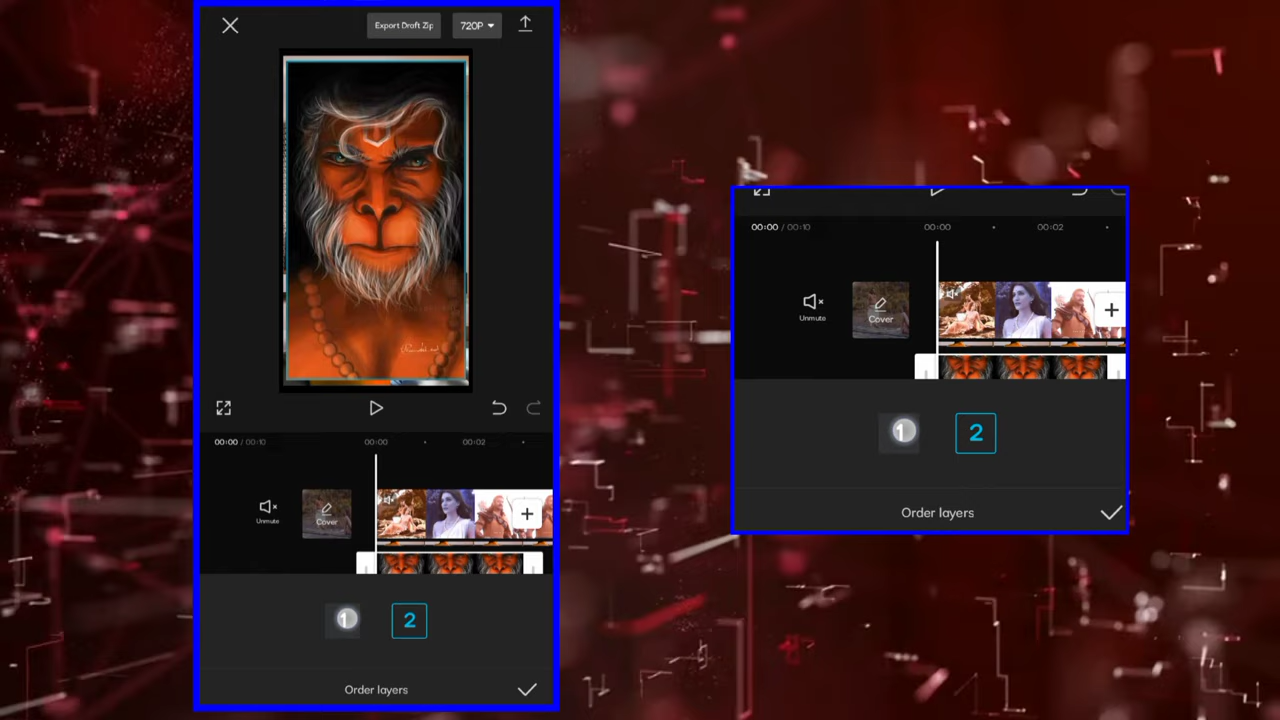 Export Draft Zip
720P
00:00 / 00:10
00:00
00:02
Unmute
Cover
1
2
Order layers
00:00 / 00:10
00:00
00:02
Unmute
Cover
1
2
Order layers